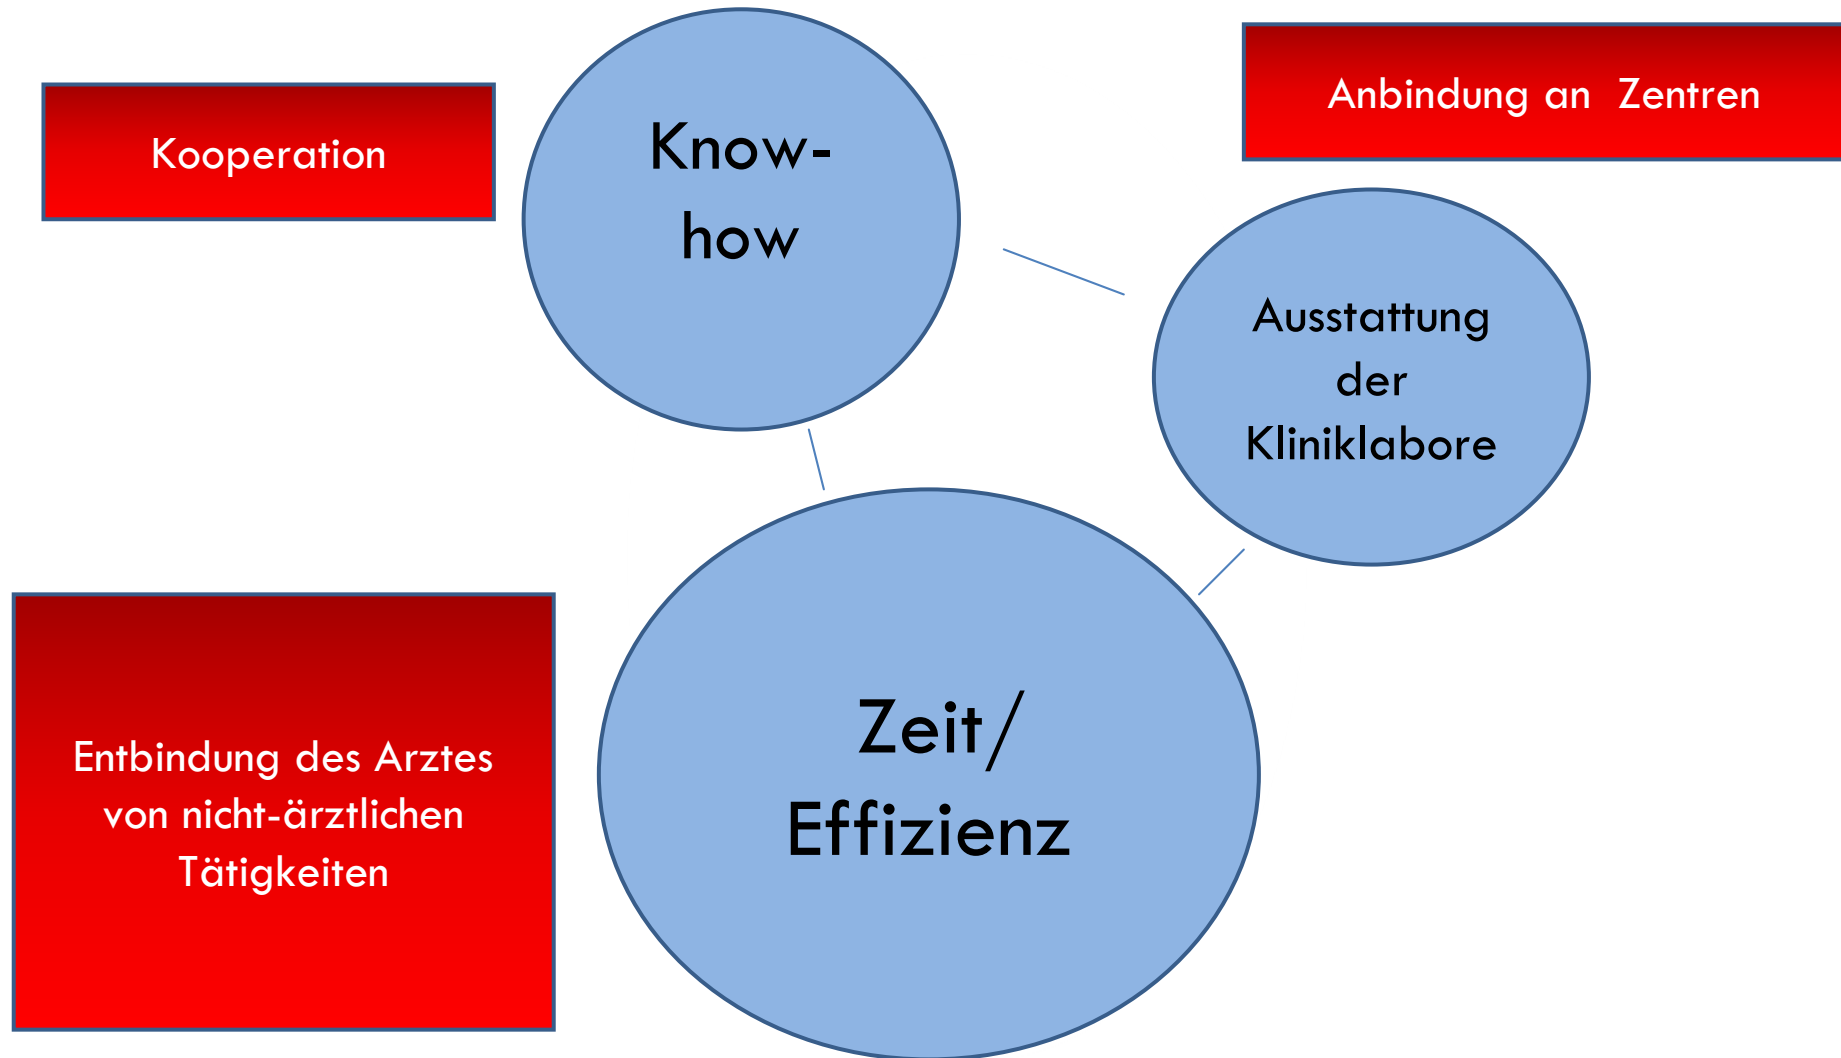 Kooperation
Know-
how
Anbindung an  Zentren
Ausstattung
der
Kliniklabore
Entbindung des Arztes
von nicht-ärztlichen
Tätigkeiten
Zeit/
Effizienz